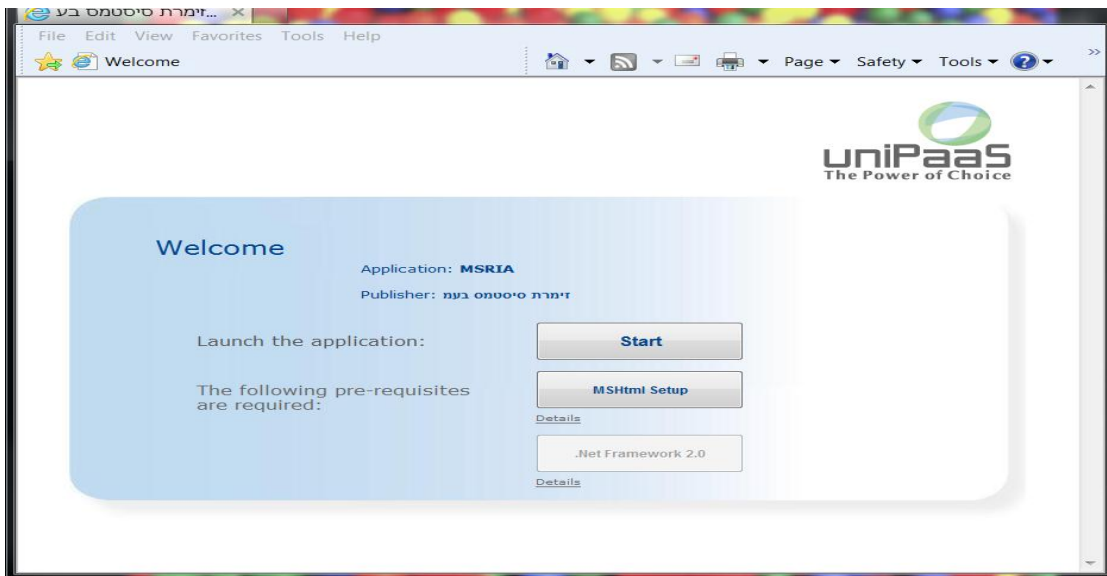 זימרת סיסטמס בע...
File Edit View Favorites Tools Help
Welcome
Page Safety Tools
uniPaaS
The Power of Choice
Welcome
Application: MSRIA
Publisher: זימרת סיסטמס בעמ
Launch the application:
Start
The following pre-requisites
are required:
MSHtml Setup
Details
.Net Framework 2.0
Details